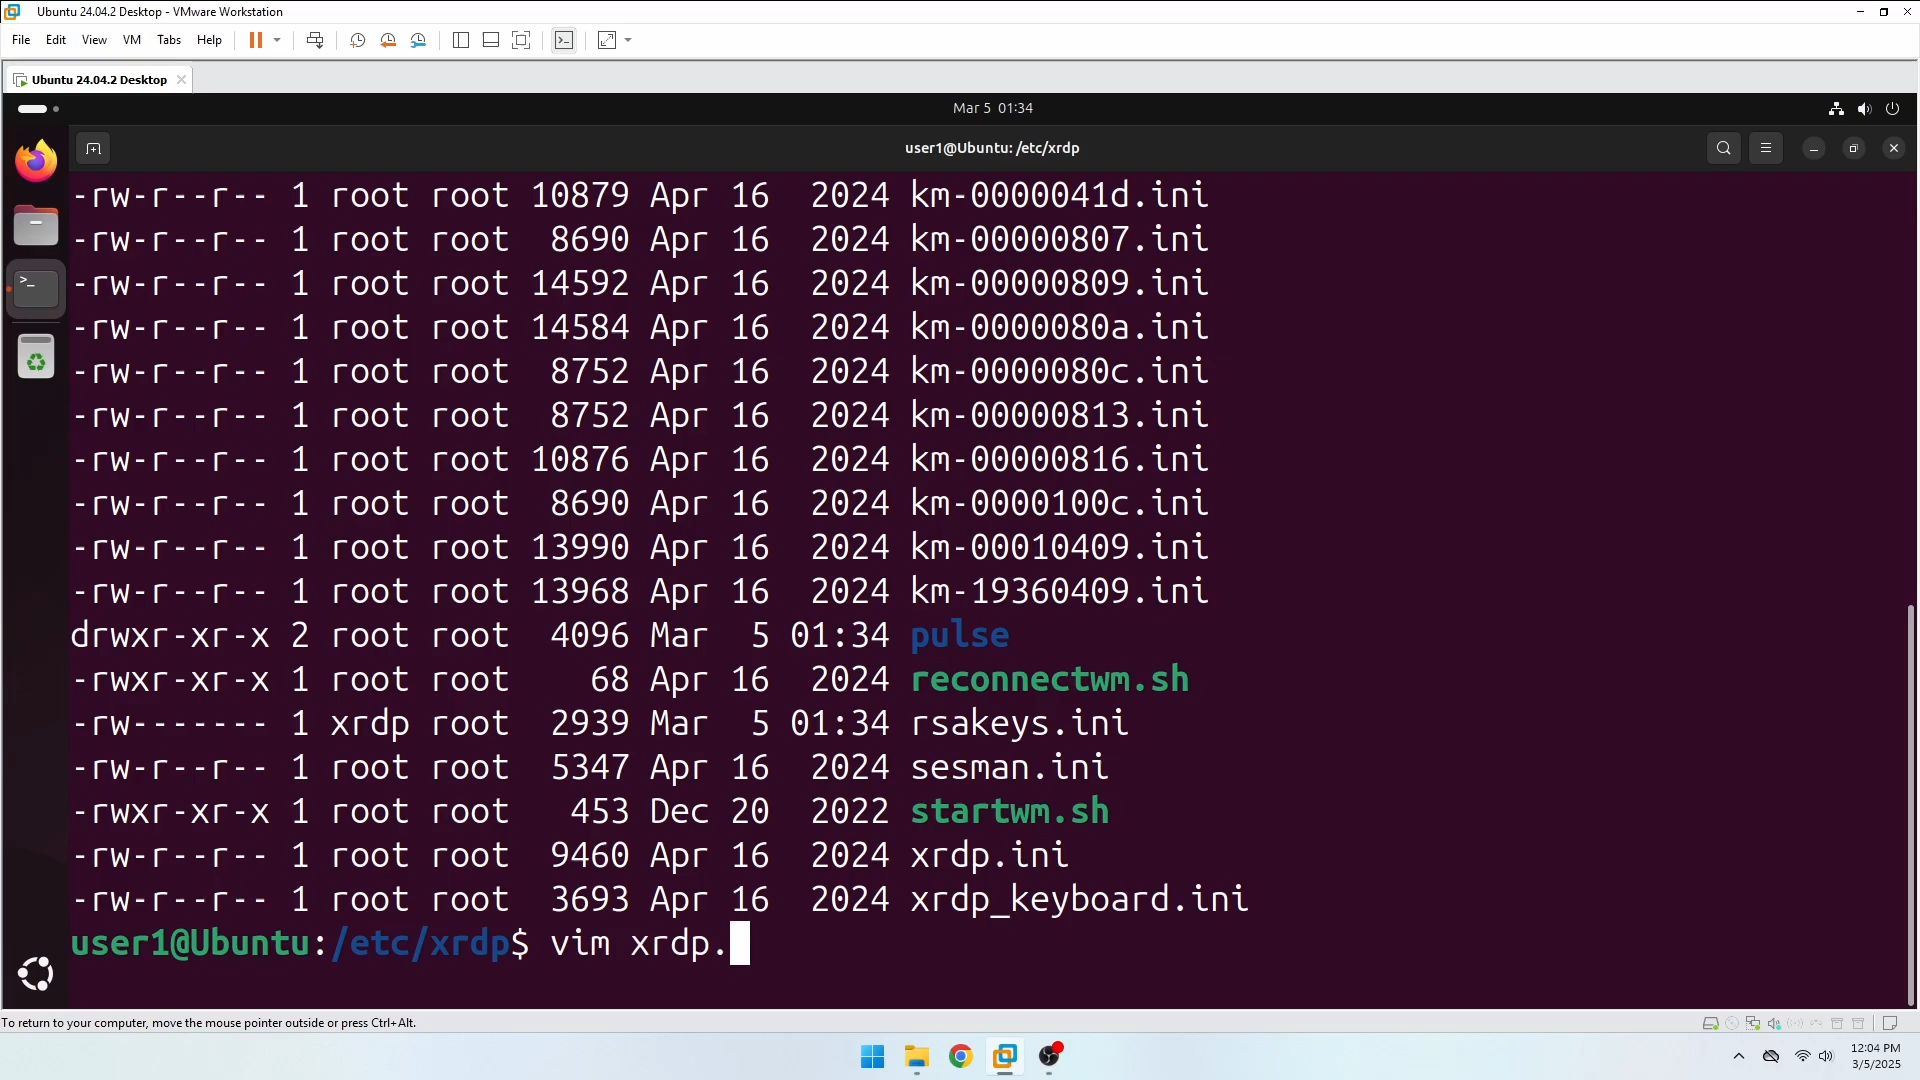 Ubuntu 24.04.2 Desktop - VMware Workstation
File Edit View VM Tabs Help
Ubuntu 24.04.2 Desktop
Mar 5 01:34
user1@Ubuntu: /etc/xrdp
-rw-r--r-- 1 root root 10879 Apr 16  2024 km-0000041d.ini
-rw-r--r-- 1 root root  8690 Apr 16  2024 km-00000807.ini
-rw-r--r-- 1 root root 14592 Apr 16  2024 km-00000809.ini
-rw-r--r-- 1 root root 14584 Apr 16  2024 km-0000080a.ini
-rw-r--r-- 1 root root  8752 Apr 16  2024 km-0000080c.ini
-rw-r--r-- 1 root root  8752 Apr 16  2024 km-00000813.ini
-rw-r--r-- 1 root root 10876 Apr 16  2024 km-00000816.ini
-rw-r--r-- 1 root root  8690 Apr 16  2024 km-0000100c.ini
-rw-r--r-- 1 root root 13990 Apr 16  2024 km-00010409.ini
-rw-r--r-- 1 root root 13968 Apr 16  2024 km-19360409.ini
drwxr-xr-x 2 root root  4096 Mar  5 01:34 pulse
-rwxr-xr-x 1 root root    68 Apr 16  2024 reconnectwm.sh
-rw------- 1 xrdp root  2939 Mar  5 01:34 rsakeys.ini
-rw-r--r-- 1 root root  5347 Apr 16  2024 sesman.ini
-rwxr-xr-x 1 root root   453 Dec 20  2022 startwm.sh
-rw-r--r-- 1 root root  9460 Apr 16  2024 xrdp.ini
-rw-r--r-- 1 root root  3693 Apr 16  2024 xrdp_keyboard.ini
user1@Ubuntu:/etc/xrdp$ vim xrdp.
To return to your computer, move the mouse pointer outside or press Ctrl+Alt.
12:04 PM
3/5/2025